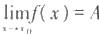 lim f(x) = A
x→x₀